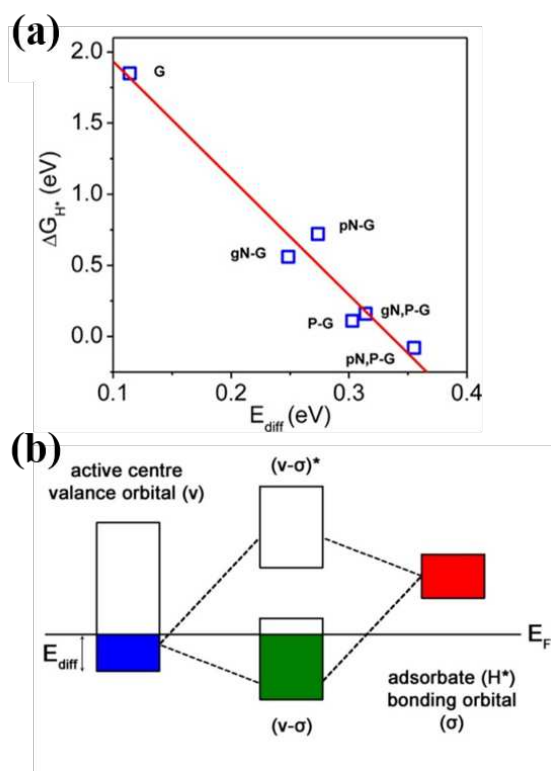 (a)
2.0
1.5
1.0
0.5
0.0
ΔG_H* (eV)
G
pN-G
gN-G
gN,P-G
P-G
pN,P-G
0.1
0.2
0.3
0.4
E_diff (eV)
(b)
active centre
valance orbital (v)
(v-σ)*
E_F
E_diff
(v-σ)
adsorbate (H*)
bonding orbital
(σ)